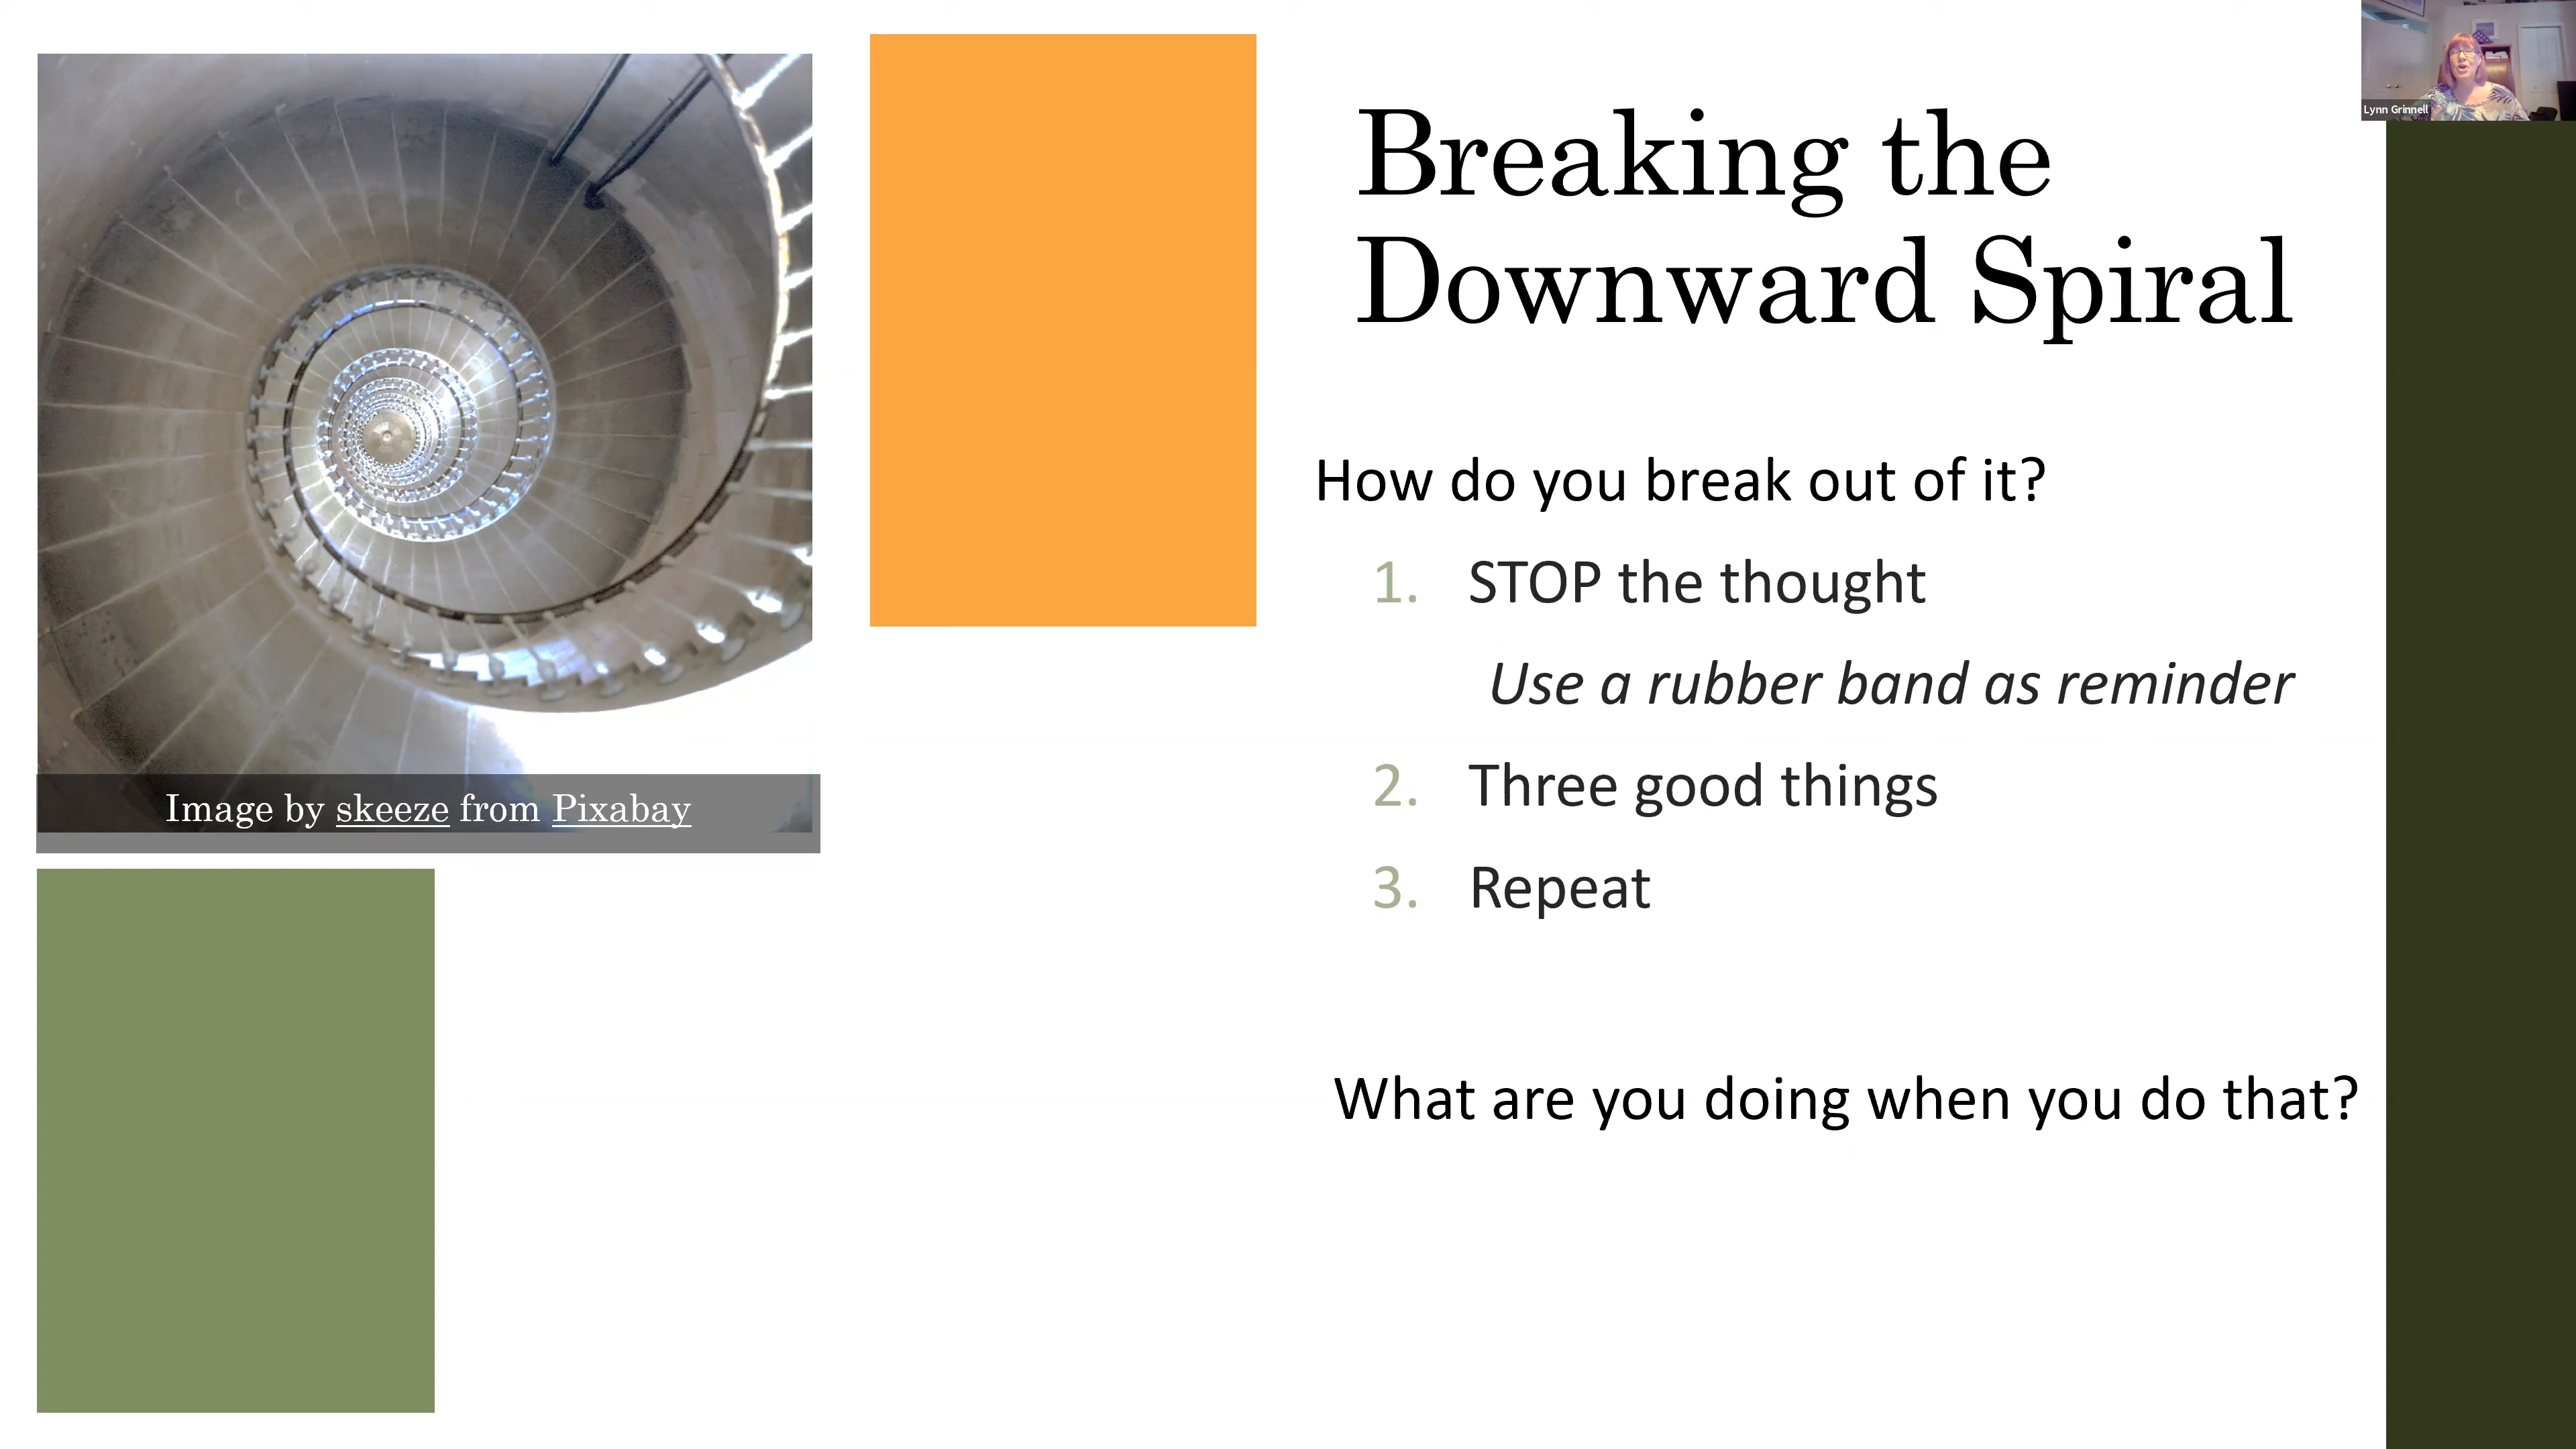 Lynn Grinnell
Breaking the
Downward Spiral
How do you break out of it?
1. STOP the thought
Use a rubber band as reminder
2. Three good things
3. Repeat
What are you doing when you do that?
Image by skeeze from Pixabay